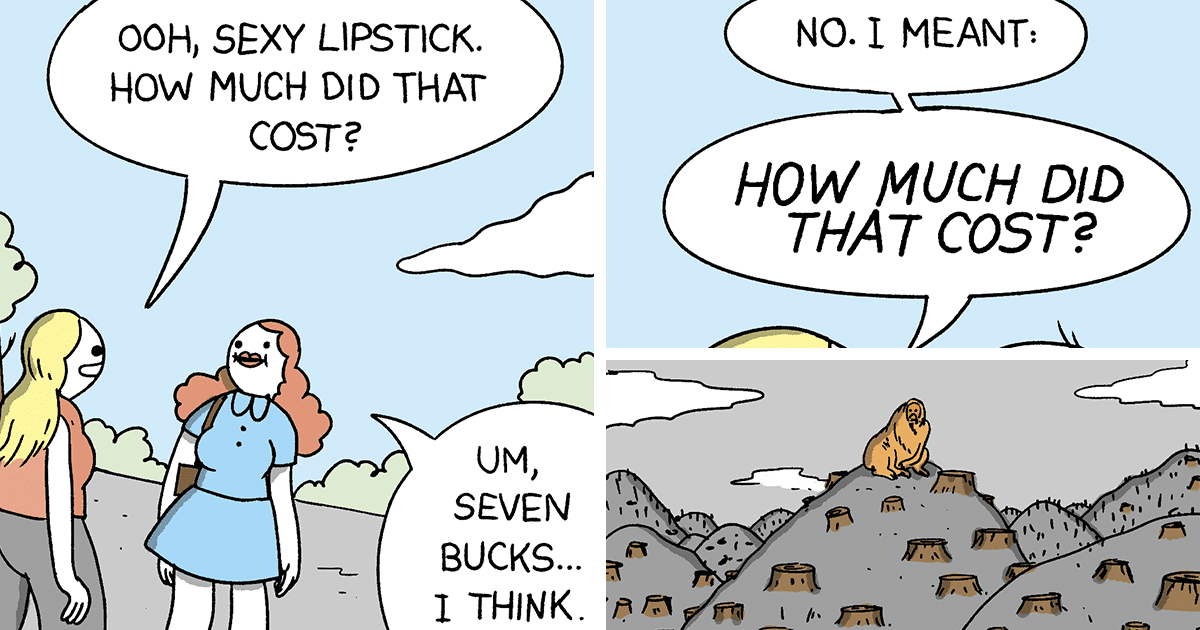 OOH, SEXY LIPSTICK.
HOW MUCH DID THAT
COST?
UM,
SEVEN
BUCKS...
I THINK.
NO. I MEANT:
HOW MUCH DID
THAT COST?